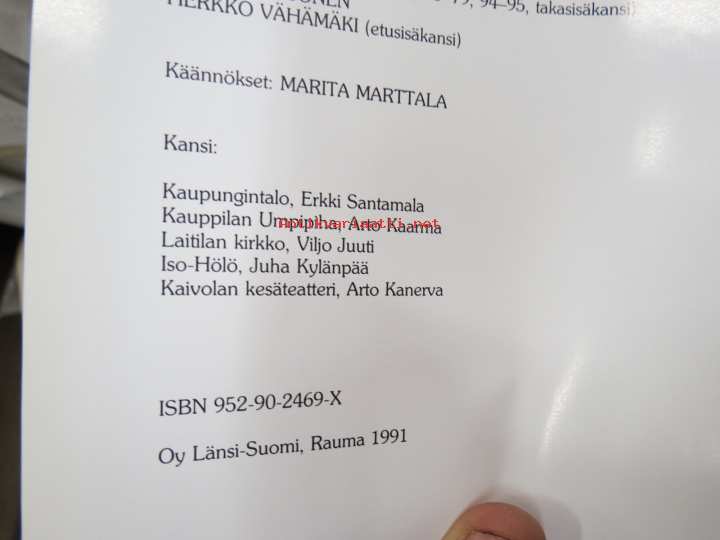 79, 94–95, takasisäkansi)
HERKKO VÄHÄMÄKI (etusisäkansi)
Käännökset: MARITA MARTTALA
Kansi:
Kaupungintalo, Erkki Santamala
Kauppilan Umpipiha, Arto Kaarma
Laitilan kirkko, Viljo Juuti
Iso-Hölö, Juha Kylänpää
Kaivolan kesäteatteri, Arto Kanerva
ISBN 952-90-2469-X
Oy Länsi-Suomi, Rauma 1991